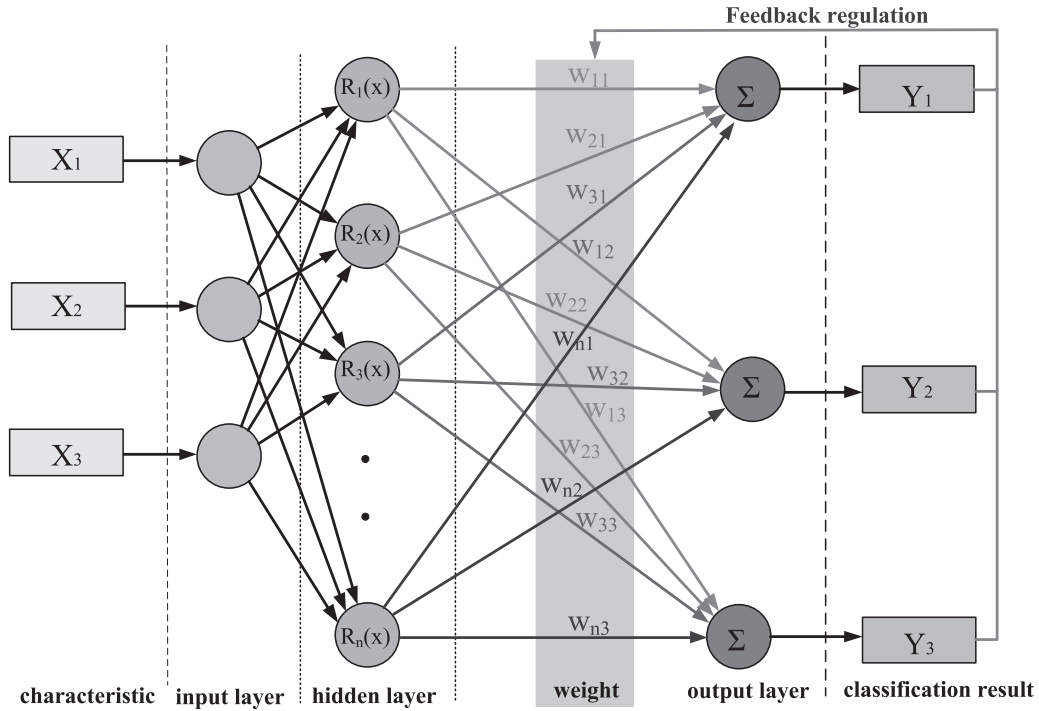 Feedback regulation
X1
X2
X3
R1(x)
R2(x)
R3(x)
Rn(x)
w11
w21
w31
w12
w22
wn1
w32
w13
w23
wn2
w33
wn3
Σ
Σ
Σ
Y1
Y2
Y3
characteristic
input layer
hidden layer
weight
output layer
classification result